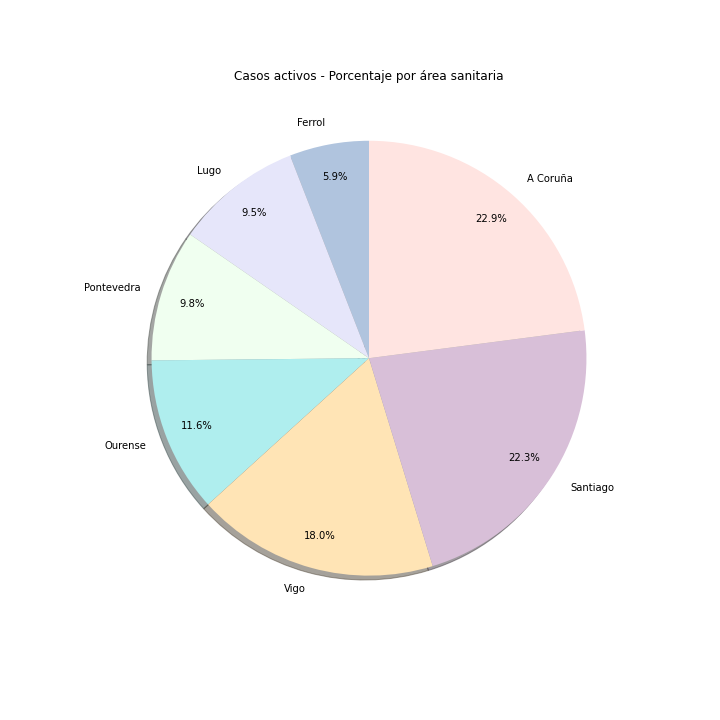 Casos activos - Porcentaje por área sanitaria
Ferrol
5.9%
A Coruña
22.9%
Lugo
9.5%
Pontevedra
9.8%
Ourense
11.6%
Santiago
22.3%
Vigo
18.0%